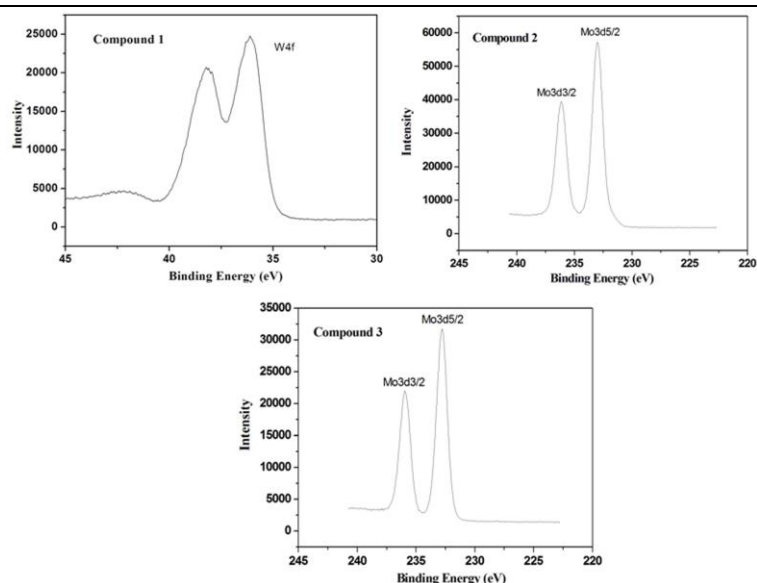 Compound 1
W4f
25000
20000
15000
10000
5000
0
45
40
35
30
Binding Energy (eV)
Intensity
Compound 2
Mo3d5/2
Mo3d3/2
60000
50000
40000
30000
20000
10000
0
245
240
235
230
225
220
Binding Energy (eV)
Intensity
Compound 3
Mo3d5/2
Mo3d3/2
35000
30000
25000
20000
15000
10000
5000
0
245
240
235
230
225
220
Binding Energy (eV)
Intensity